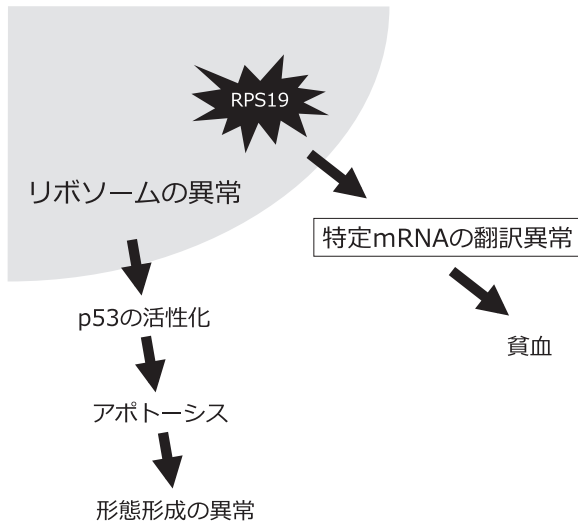 RPS19
リボソームの異常
特定mRNAの翻訳異常
p53の活性化
貧血
アポトーシス
形態形成の異常